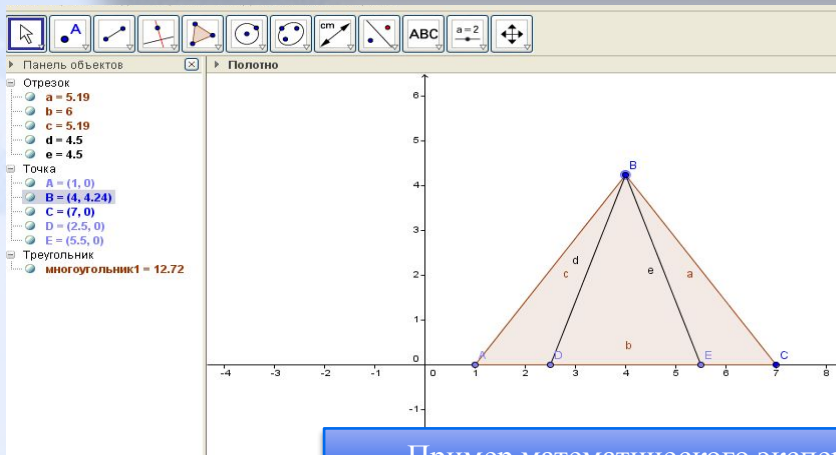 A
cm
ABC
a=2
Панель объектов
Отрезок
a = 5.19
b = 6
c = 5.19
d = 4.5
e = 4.5
Точка
A = (1, 0)
B = (4, 4.24)
C = (7, 0)
D = (2.5, 0)
E = (5.5, 0)
Треугольник
многоугольник1 = 12.72
Полотно
6
5
4
3
2
1
0
-1
-4 -3 -2 -1 0 1 2 3 4 5 6 7 8
B
d
c
e
a
b
A D E C
Пример математического